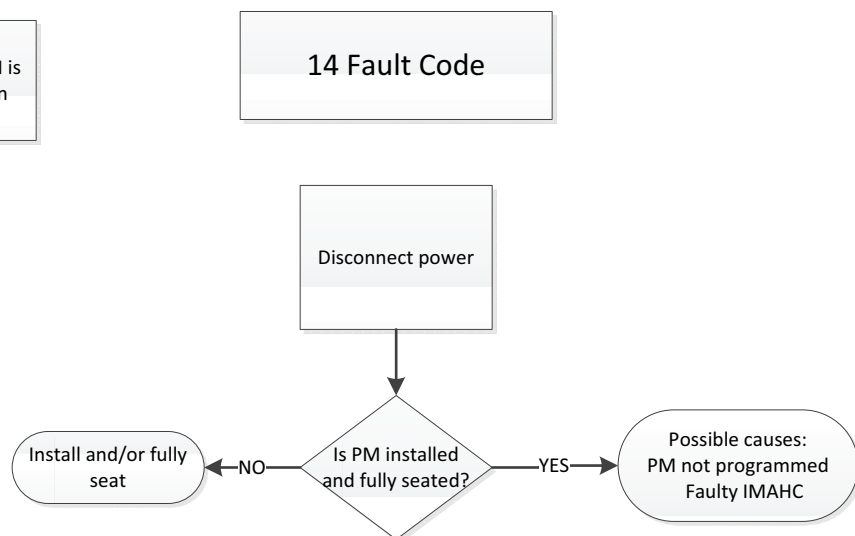 is
14 Fault Code
Disconnect power
Is PM installed
and fully seated?
NO
Install and/or fully
seat
YES
Possible causes:
PM not programmed
Faulty IMAHC